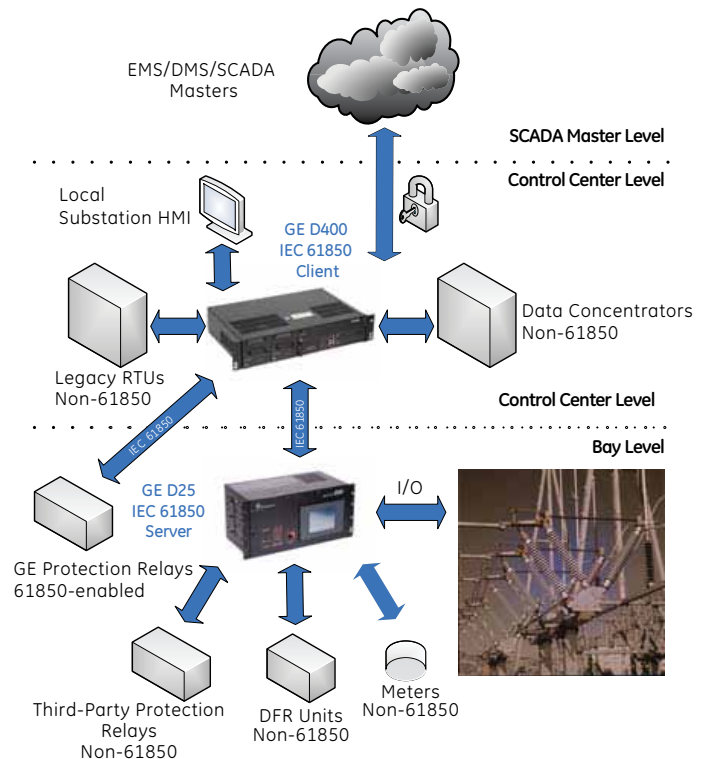 EMS/DMS/SCADA
Masters
SCADA Master Level
Control Center Level
Local
Substation HMI
GE D400
IEC 61850
Client
Data Concentrators
Non-61850
Legacy RTUs
Non-61850
Control Center Level
IEC 61850
IEC 61850
Bay Level
GE D25
IEC 61850
Server
I/O
GE Protection Relays
61850-enabled
Third-Party Protection
Relays
Non-61850
DFR Units
Non-61850
Meters
Non-61850